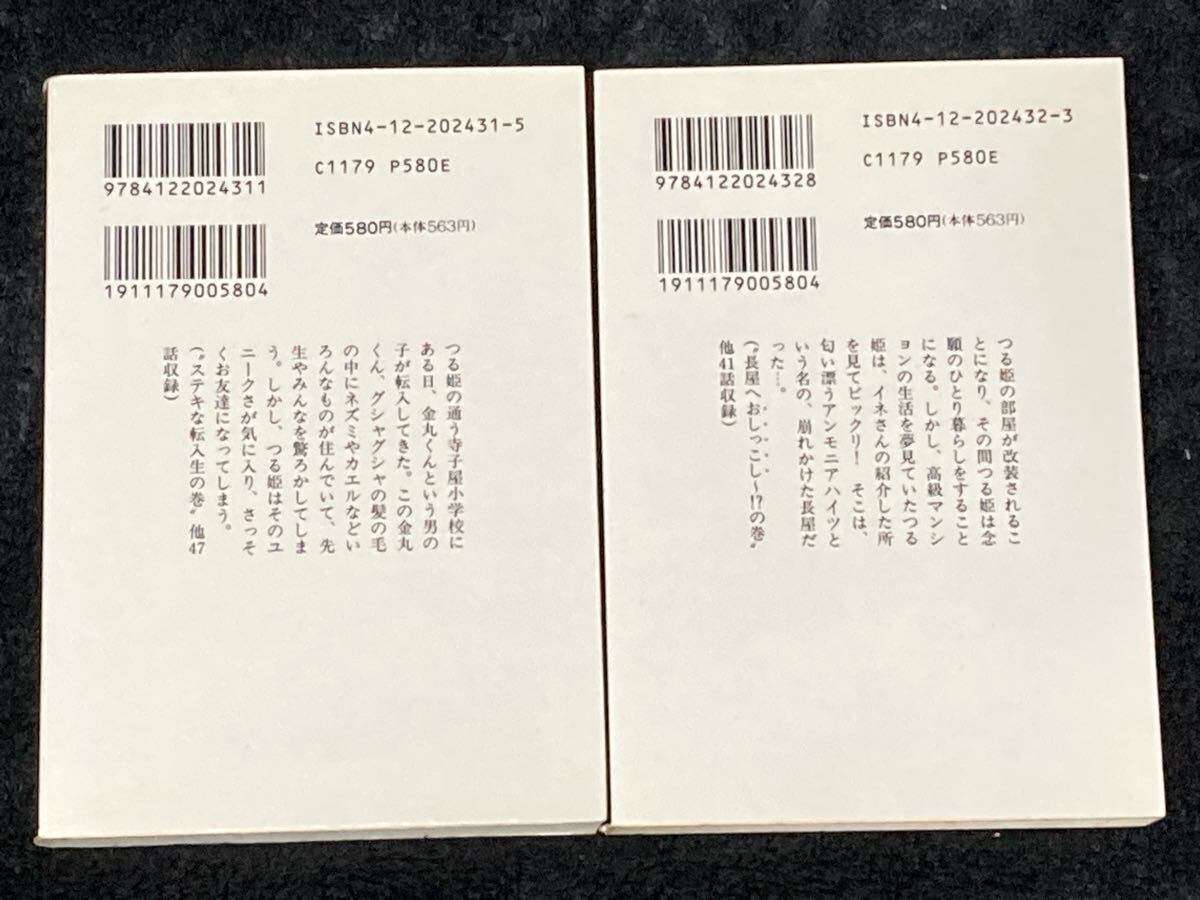 ISBN4-12-202431-5
C1179 P580E
9784122024311
定価580円(本体563円)
1911179005804
つる姫の通う寺子屋小学校に
ある日、金丸くんという男の
子が転入してきた。この金丸
くん、グシャグシャの髪の毛
の中にネズミやカエルなどい
ろんなものが住んでいて、先
生やみんなを驚ろかしてしま
う。しかし、つる姫はそのユ
ニークさが気に入り、さっそ
くお友達になってしまう。
(〝ステキな転入生の巻〟他47
話収録)
ISBN4-12-202432-3
C1179 P580E
9784122024328
定価580円(本体563円)
1911179005804
つる姫の部屋が改装されるこ
とになり、その間つる姫は念
願のひとり暮らしをすること
になる。しかし、高級マンシ
ョンの生活を夢見ていたつる
姫は、イネさんの紹介した所
を見てビックリ! そこは、
匂い漂うアンモニアハイツと
いう名の、崩れかけた長屋だ
った…。
(〝長屋へおしっこし〜!?の巻〟
他41話収録)